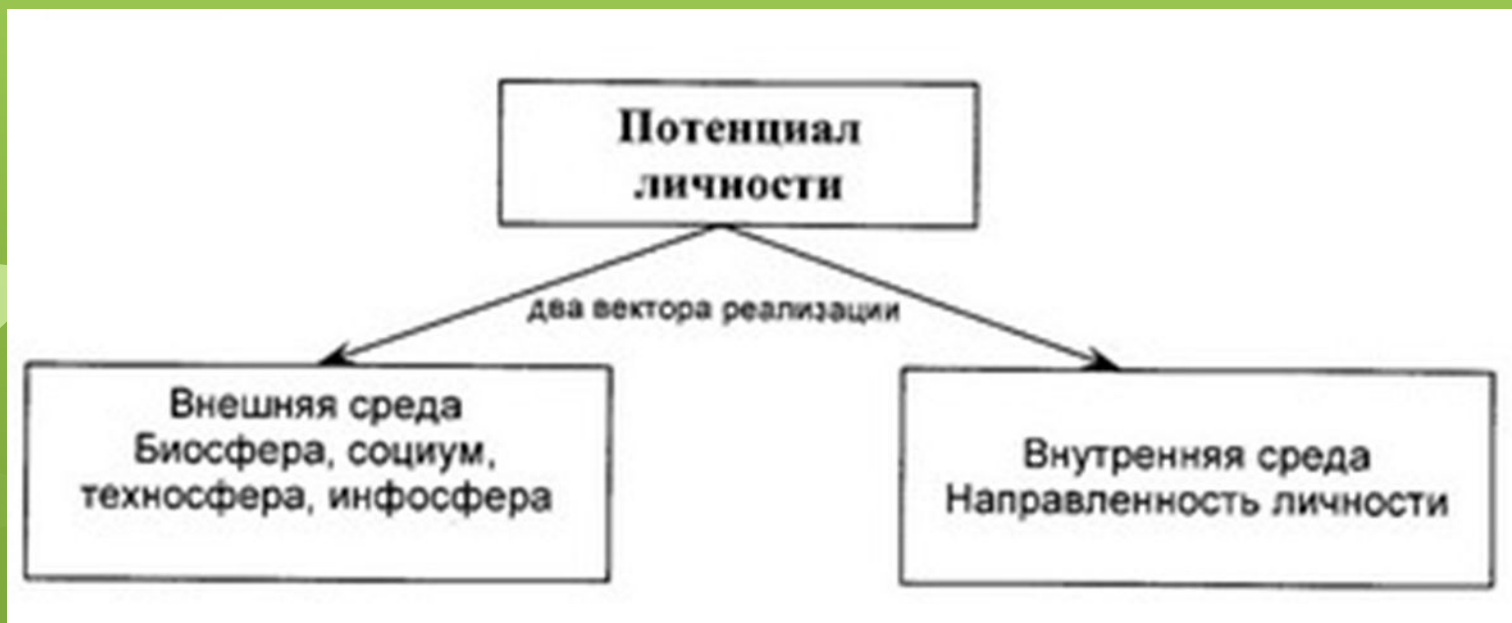 Потенциал
личности
два вектора реализации
Внешняя среда
Биосфера, социум,
техносфера, инфосфера
Внутренняя среда
Направленность личности